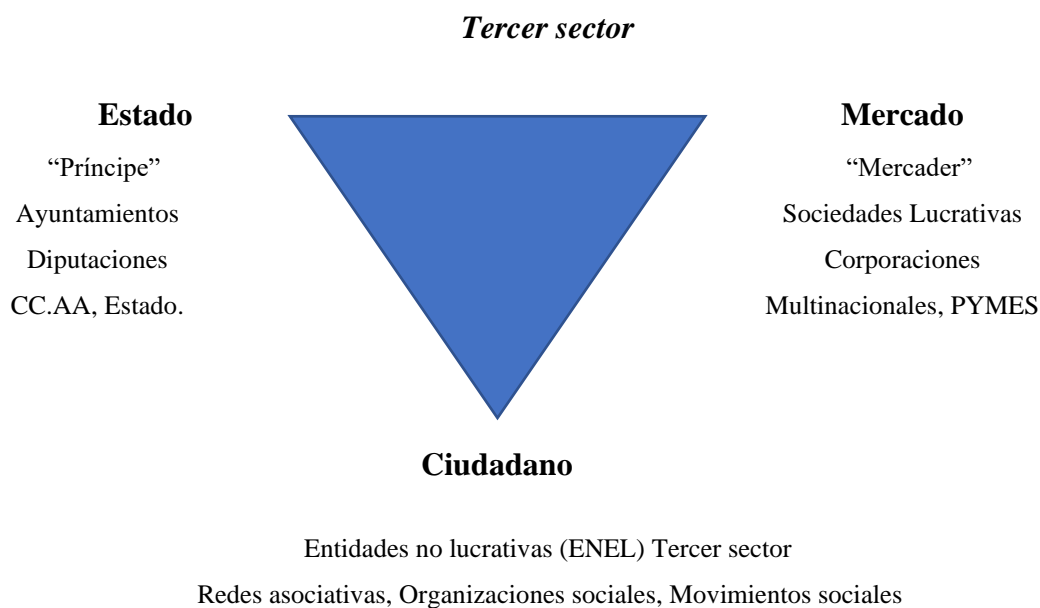 Tercer sector
Estado
“Príncipe”
Ayuntamientos
Diputaciones
CC.AA, Estado.
Mercado
“Mercader”
Sociedades Lucrativas
Corporaciones
Multinacionales, PYMES
Ciudadano
Entidades no lucrativas (ENEL) Tercer sector
Redes asociativas, Organizaciones sociales, Movimientos sociales